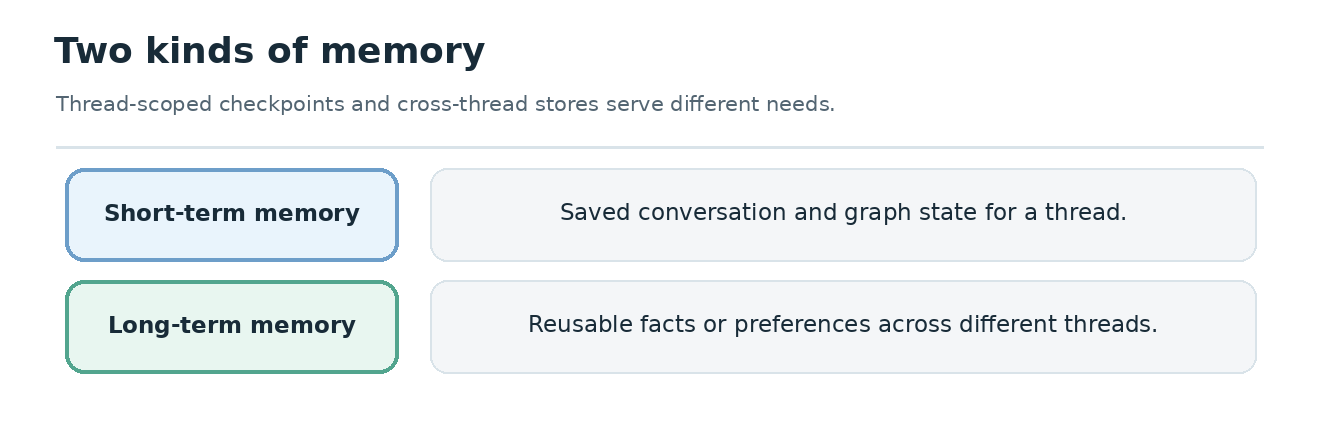 Two kinds of memory
Thread-scoped checkpoints and cross-thread stores serve different needs.
Short-term memory
Saved conversation and graph state for a thread.
Long-term memory
Reusable facts or preferences across different threads.